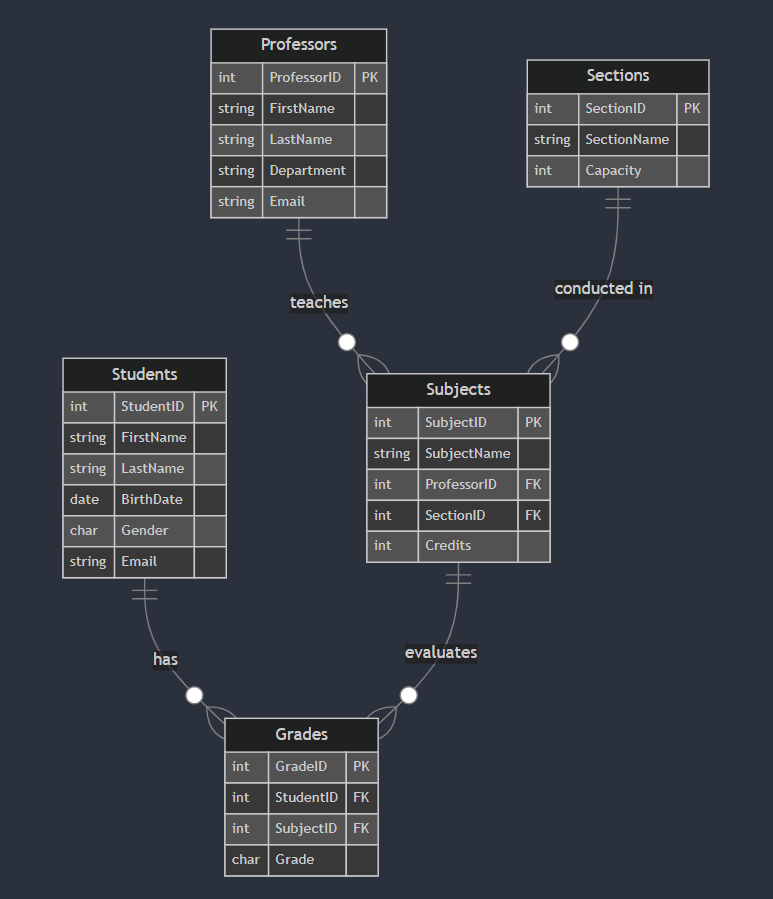 Professors
int ProfessorID PK
string FirstName
string LastName
string Department
string Email
Sections
int SectionID PK
string SectionName
int Capacity
teaches
conducted in
Students
int StudentID PK
string FirstName
string LastName
date BirthDate
char Gender
string Email
Subjects
int SubjectID PK
string SubjectName
int ProfessorID FK
int SectionID FK
int Credits
has
evaluates
Grades
int GradeID PK
int StudentID FK
int SubjectID FK
char Grade